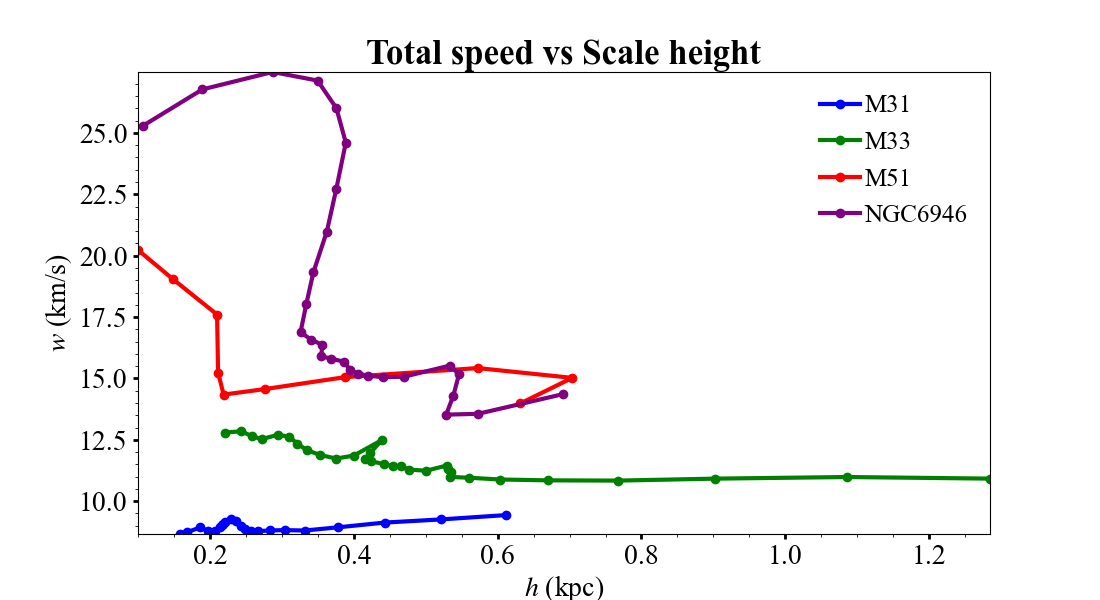 Total speed vs Scale height
M31
M33
M51
NGC6946
25.0
22.5
20.0
17.5
15.0
12.5
10.0
w (km/s)
0.2 0.4 0.6 0.8 1.0 1.2
h (kpc)